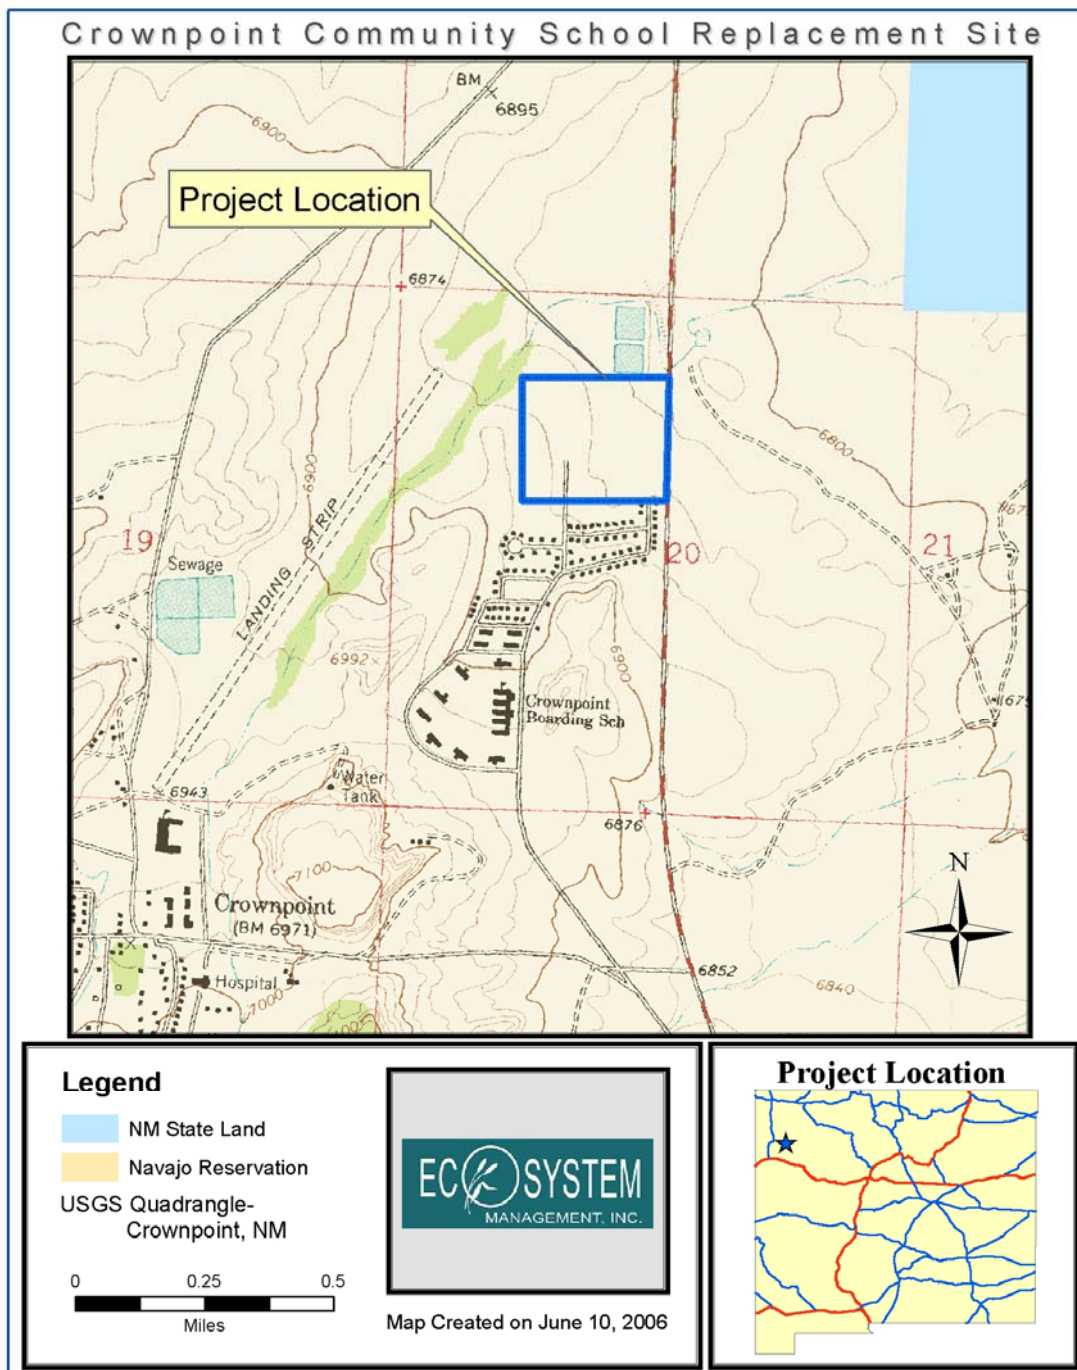 Crownpoint Community School Replacement Site
BM
6895
6900
Project Location
6874
6900
6800
LANDING STRIP
19
20
21
Sewage
6992
6900
Crownpoint
Boarding Sch
Water
Tank
6943
6876
7100
Crownpoint
(BM 6971)
N
6852
Hospital
7000
6840
Legend
NM State Land
Navajo Reservation
USGS Quadrangle-
Crownpoint, NM
0 0.25 0.5
Miles
ECOSYSTEM
MANAGEMENT, INC.
Map Created on June 10, 2006
Project Location